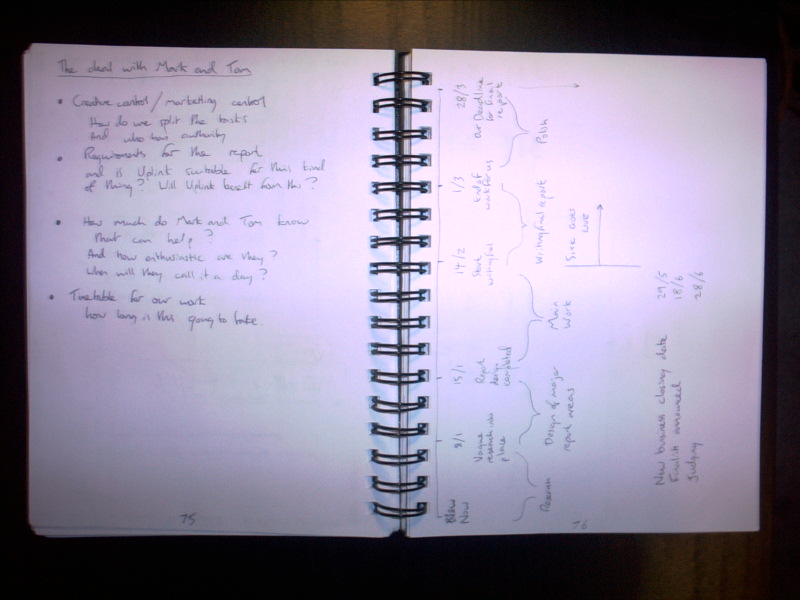 The deal with Mark and Tom
• Creative control / marketing control
How do we split the tasks
And who has authority
• Requirements for the report
and is Uplink suitable for this kind
of thing? Will Uplink benefit from this?
• How much do Mark and Tom know
that can help?
And how enthusiastic are they?
When will they call it a day?
• Timetable for our work
how long is this going to take.
75
Now
8/1
Vague
research into
place
15/1
Report
design
completed
14/2
Start
writing
1/3
End of
work for us
28/3
our Deadline
for final
report
Research
Design of major
report areas
Main
Work
Writing final report
Polish
Site Goes
Live
New business closing date 29/5
Finalists announced 18/6
Judging 28/6
76